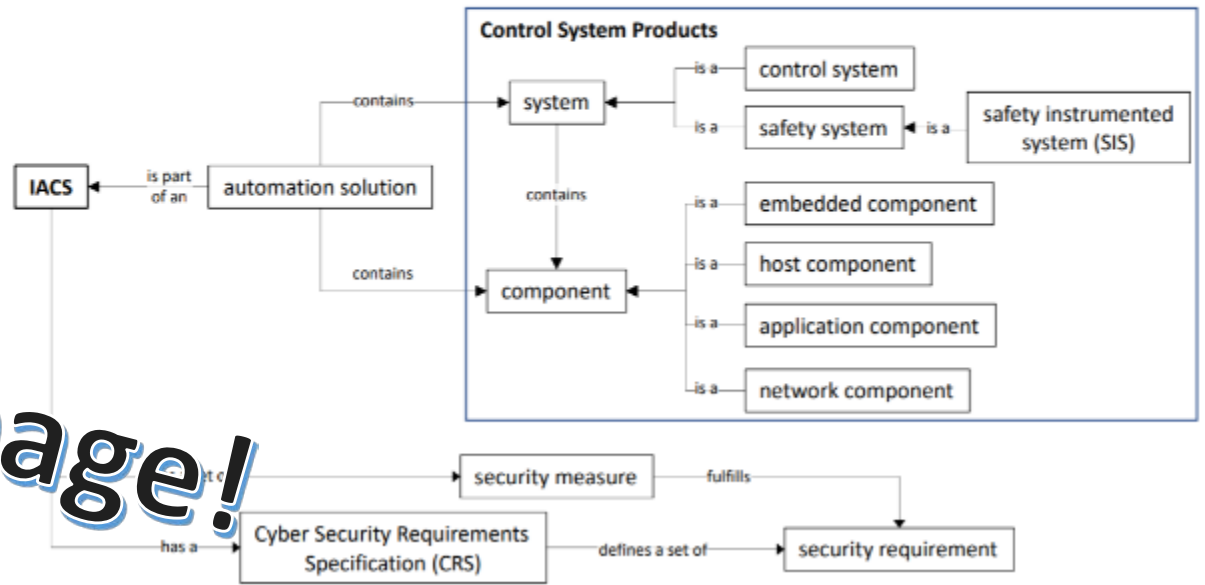 Control System Products
is a
control system
contains
system
is a
safety system
is a
safety instrumented
system (SIS)
IACS
is part
of an
automation solution
contains
is a
embedded component
is a
host component
contains
component
is a
application component
is a
network component
age!
security measure
fulfills
has a
Cyber Security Requirements
Specification (CRS)
defines a set of
security requirement